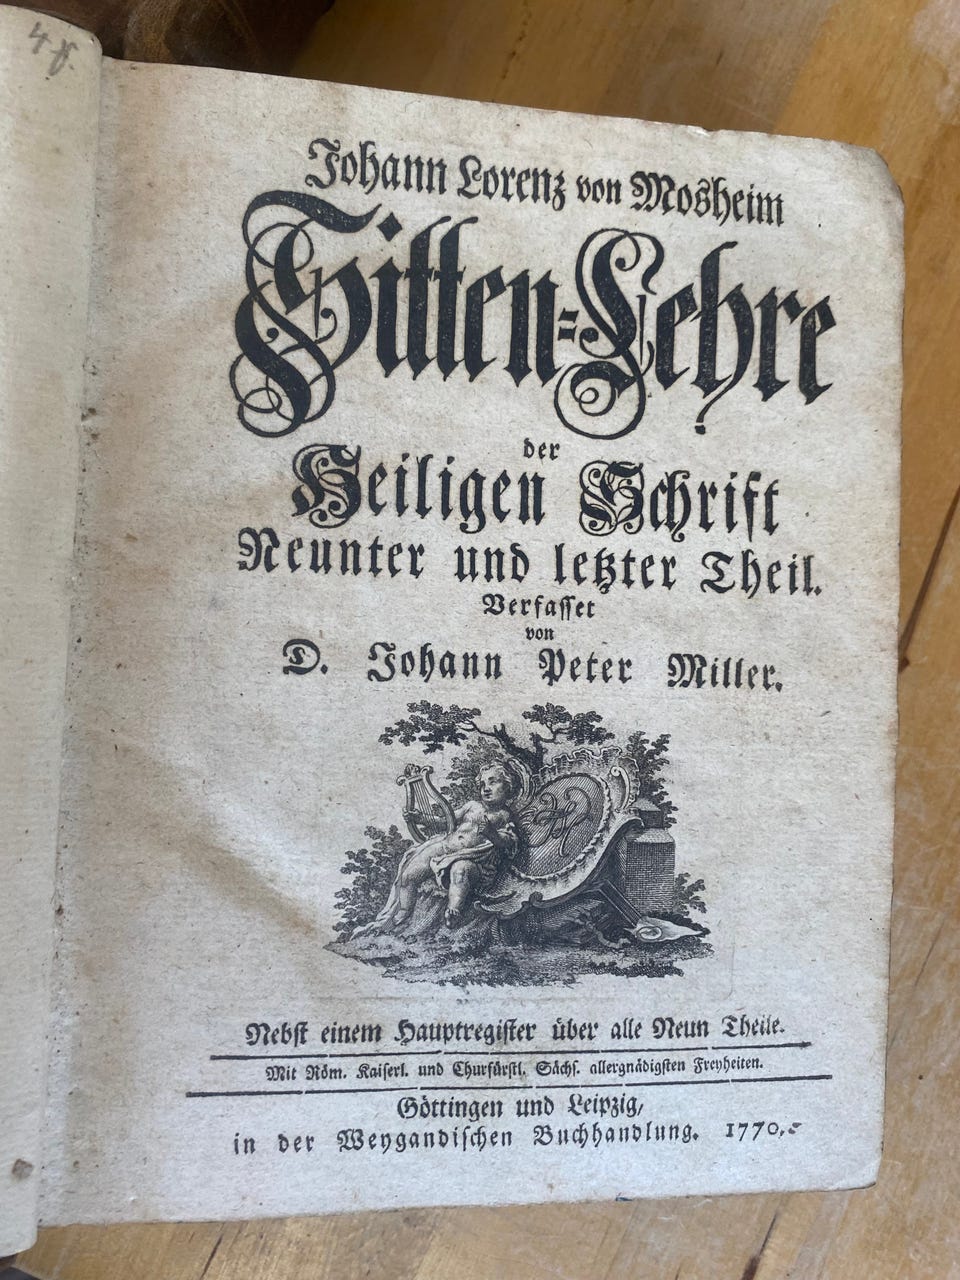 Johann Lorenz von Mosheim
Sitten-Lehre
der
Heiligen Schrift
Neunter und letzter Theil.
Verfasset
von
D. Johann Peter Miller.
Nebst einem Hauptregister über alle Neun Theile.
Mit Röm. Kaiserl. und Churfürstl. Sächs. allergnädigsten Freyheiten.
Göttingen und Leipzig,
in der Weygandischen Buchhandlung. 1770.